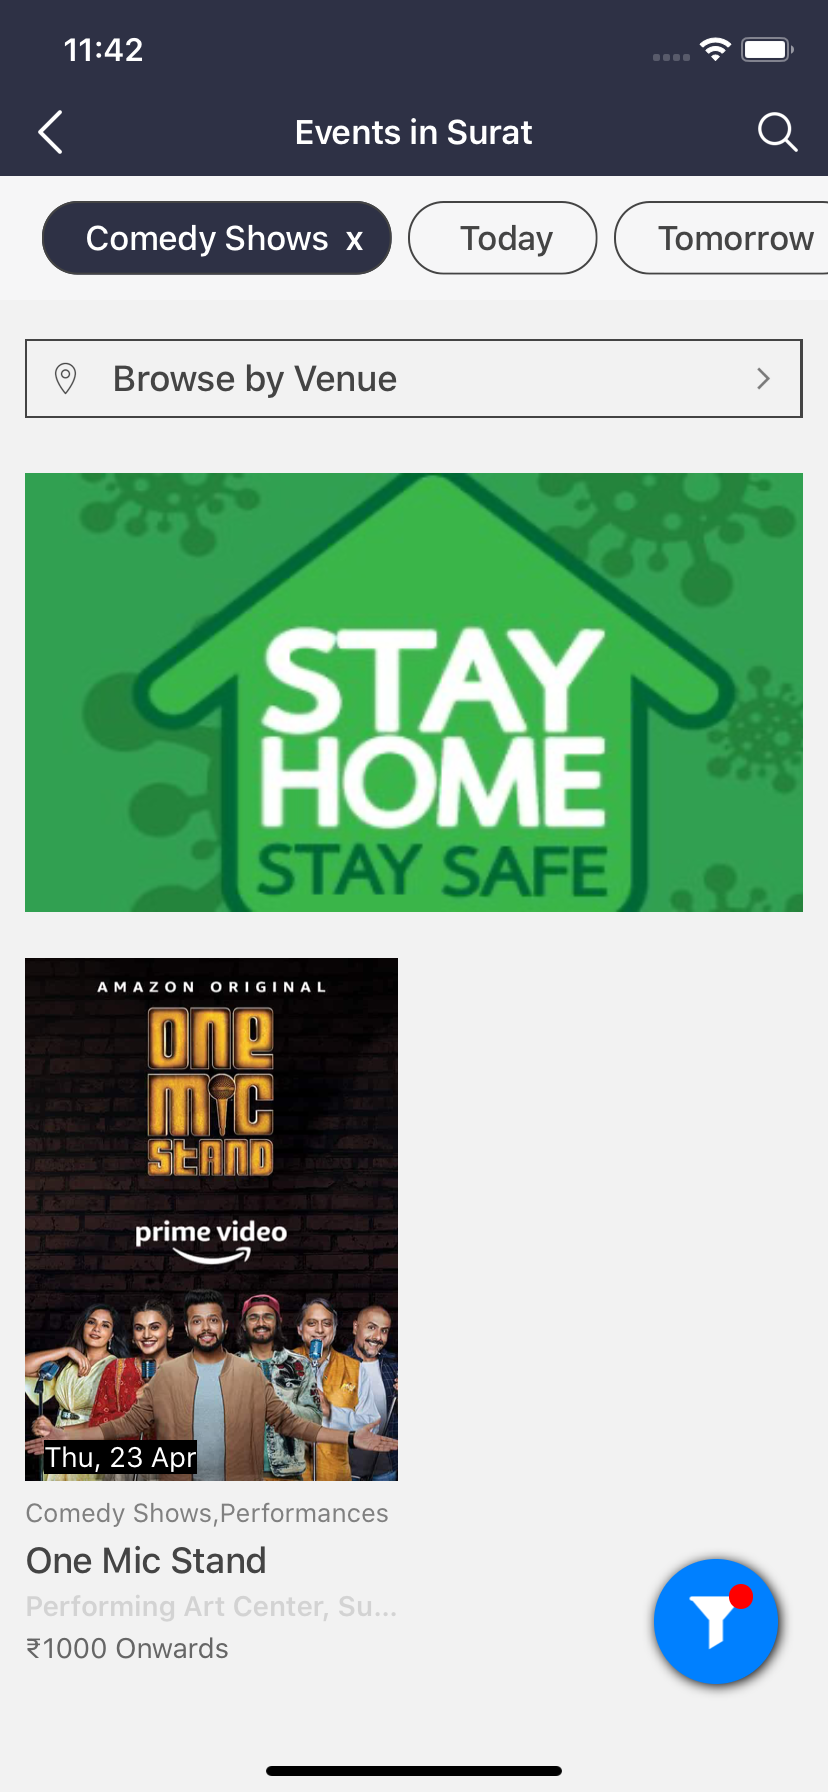 11:42
Events in Surat
Comedy Shows x
Today
Tomorrow
Browse by Venue
STAY
HOME
STAY SAFE
AMAZON ORIGINAL
One
mic
Stand
prime video
Thu, 23 Apr
Comedy Shows,Performances
One Mic Stand
Performing Art Center, Su...
₹1000 Onwards